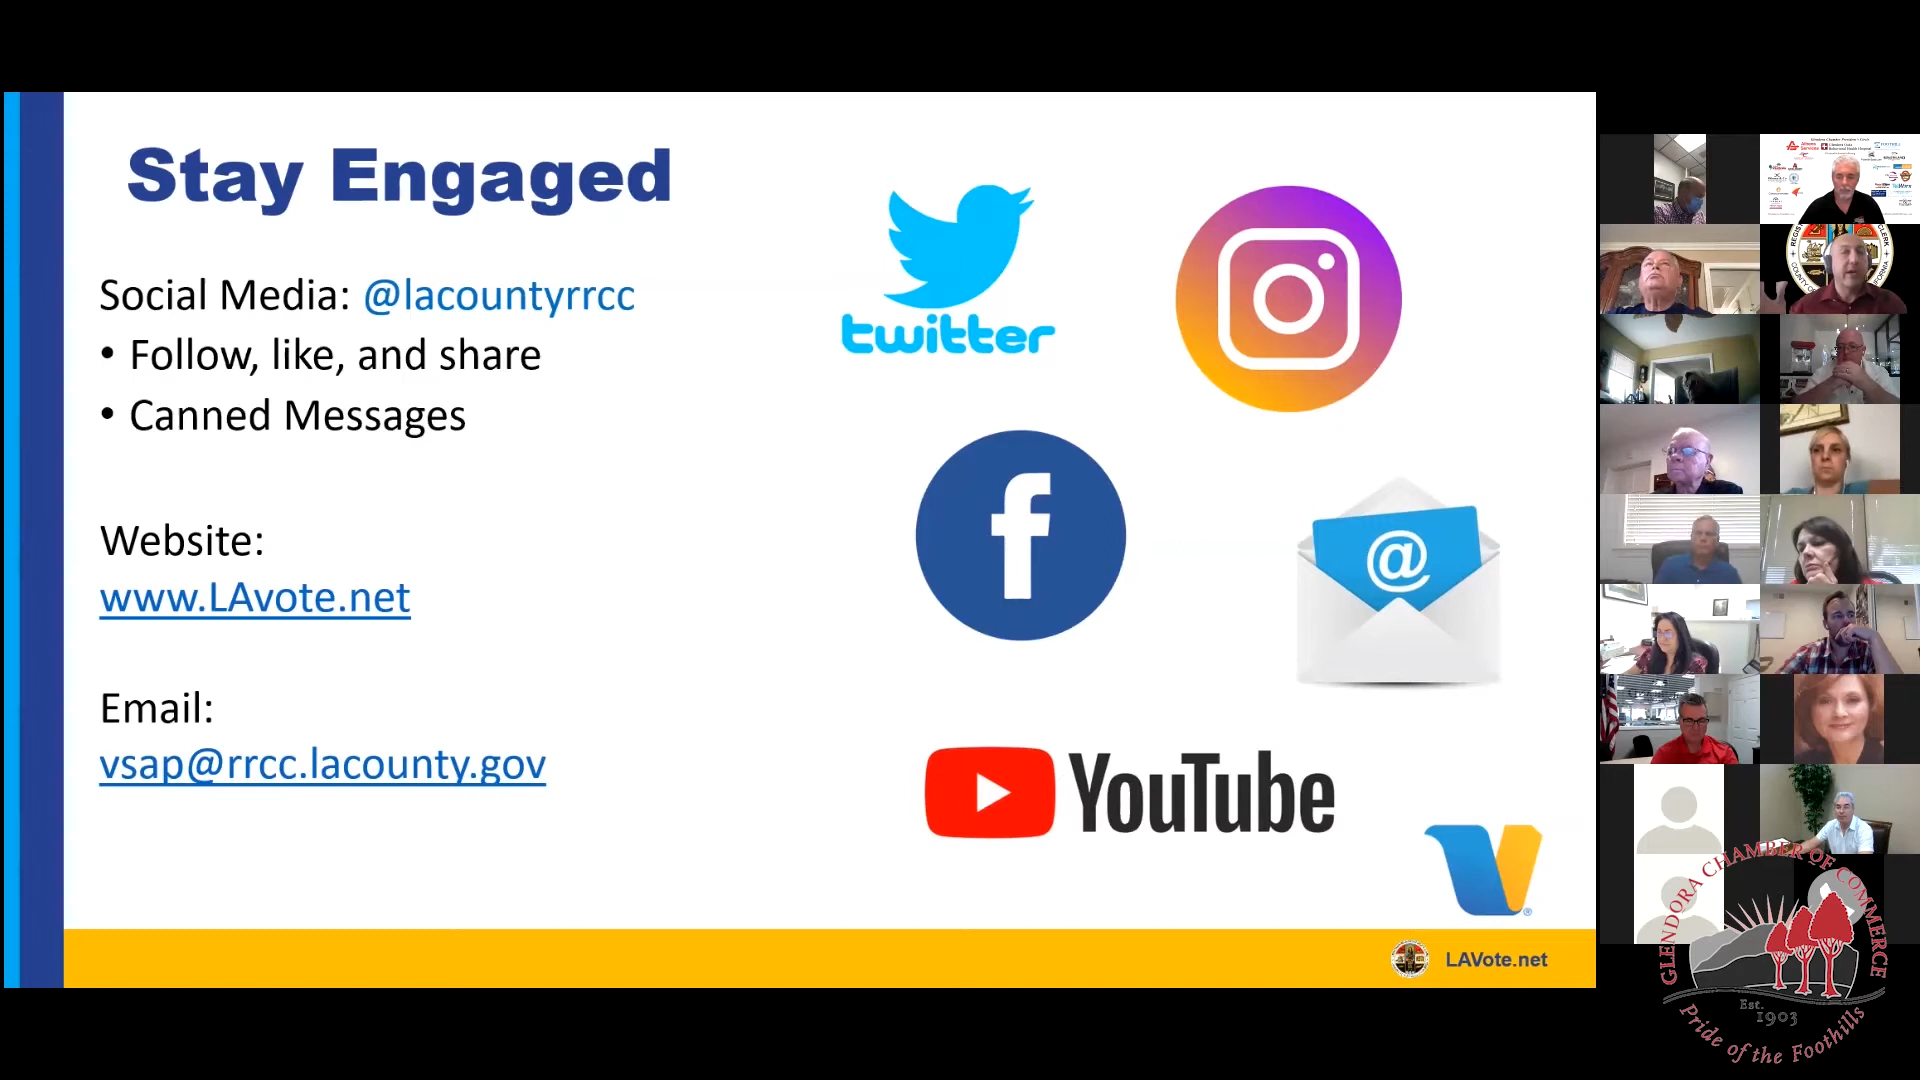 Stay Engaged
Social Media: @lacountyrrcc
• Follow, like, and share
• Canned Messages
Website:
www.LAvote.net
Email:
vsap@rrcc.lacounty.gov
twitter
f
@
YouTube
LAVote.net
GLENDORA CHAMBER OF COMMERCE
Est.
1903
Pride of the Foothills